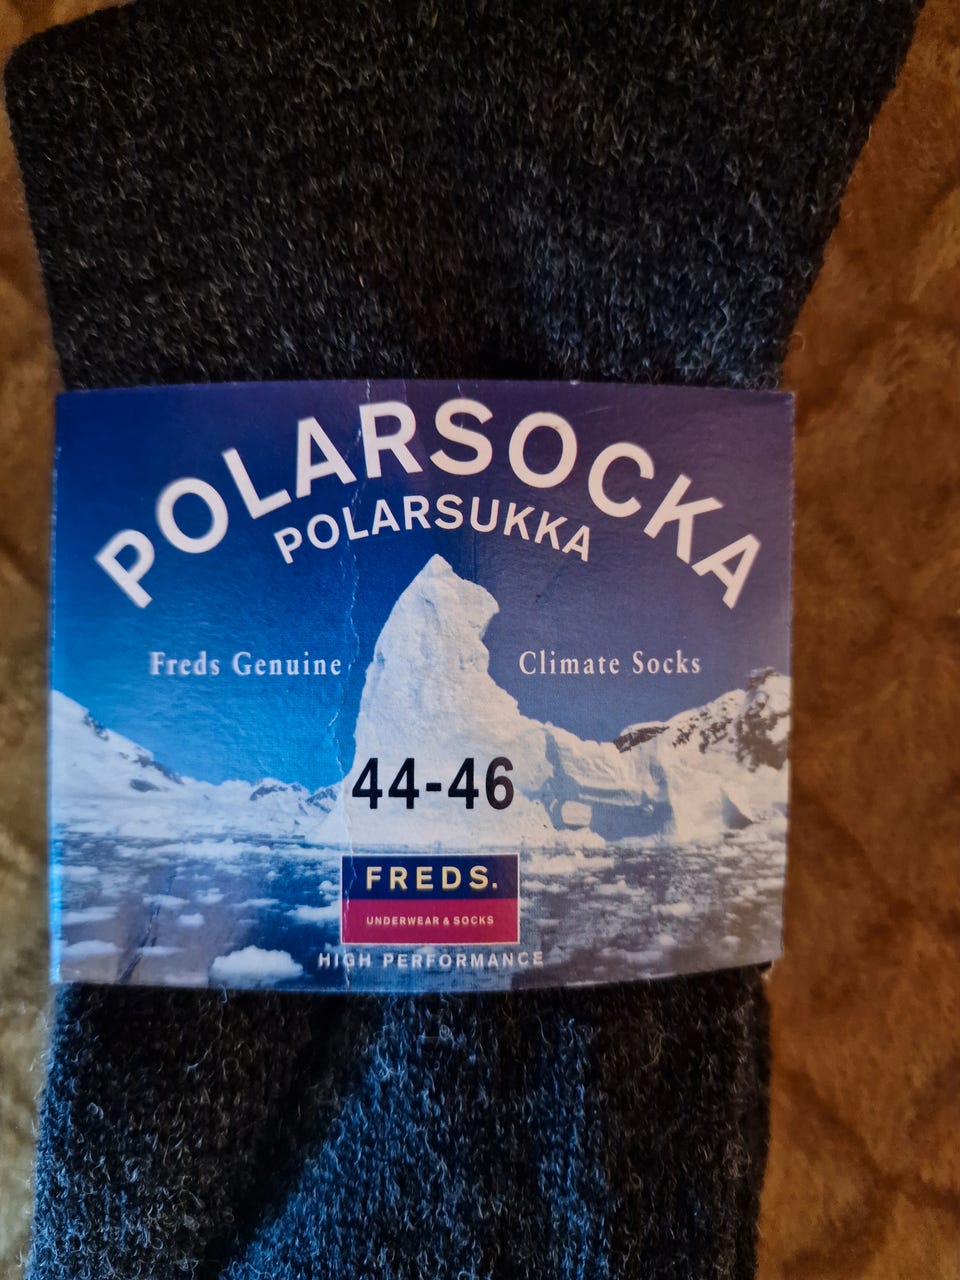 POLARSOCKA
POLARSUKKA
Freds Genuine Climate Socks
44-46
FREDS.
UNDERWEAR & SOCKS
HIGH PERFORMANCE